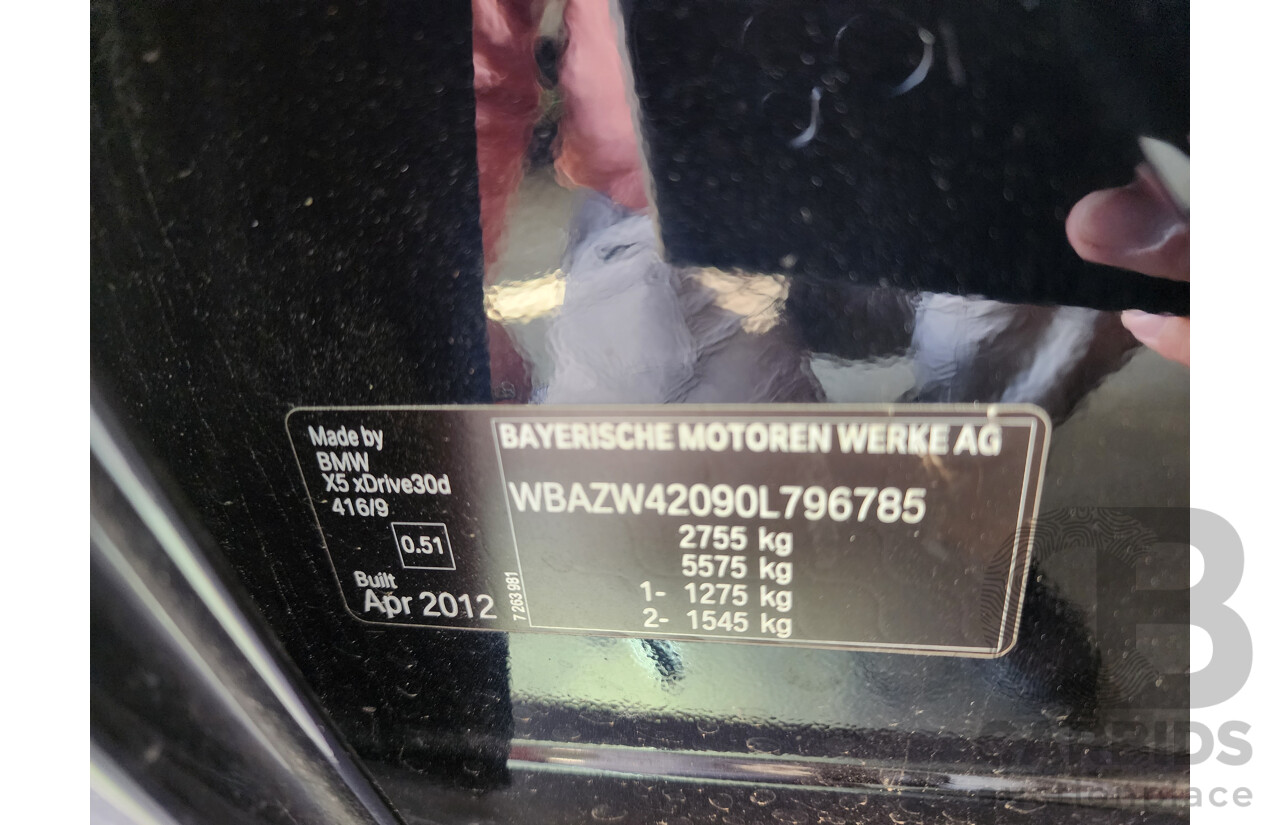 Made by
BMW
X5 xDrive30d
416/9
0.51
Built
Apr 2012
7 263 981
BAYERISCHE MOTOREN WERKE AG
WBAZW42090L796785
2755 kg
5575 kg
1- 1275 kg
2- 1545 kg
B
CARBIDS